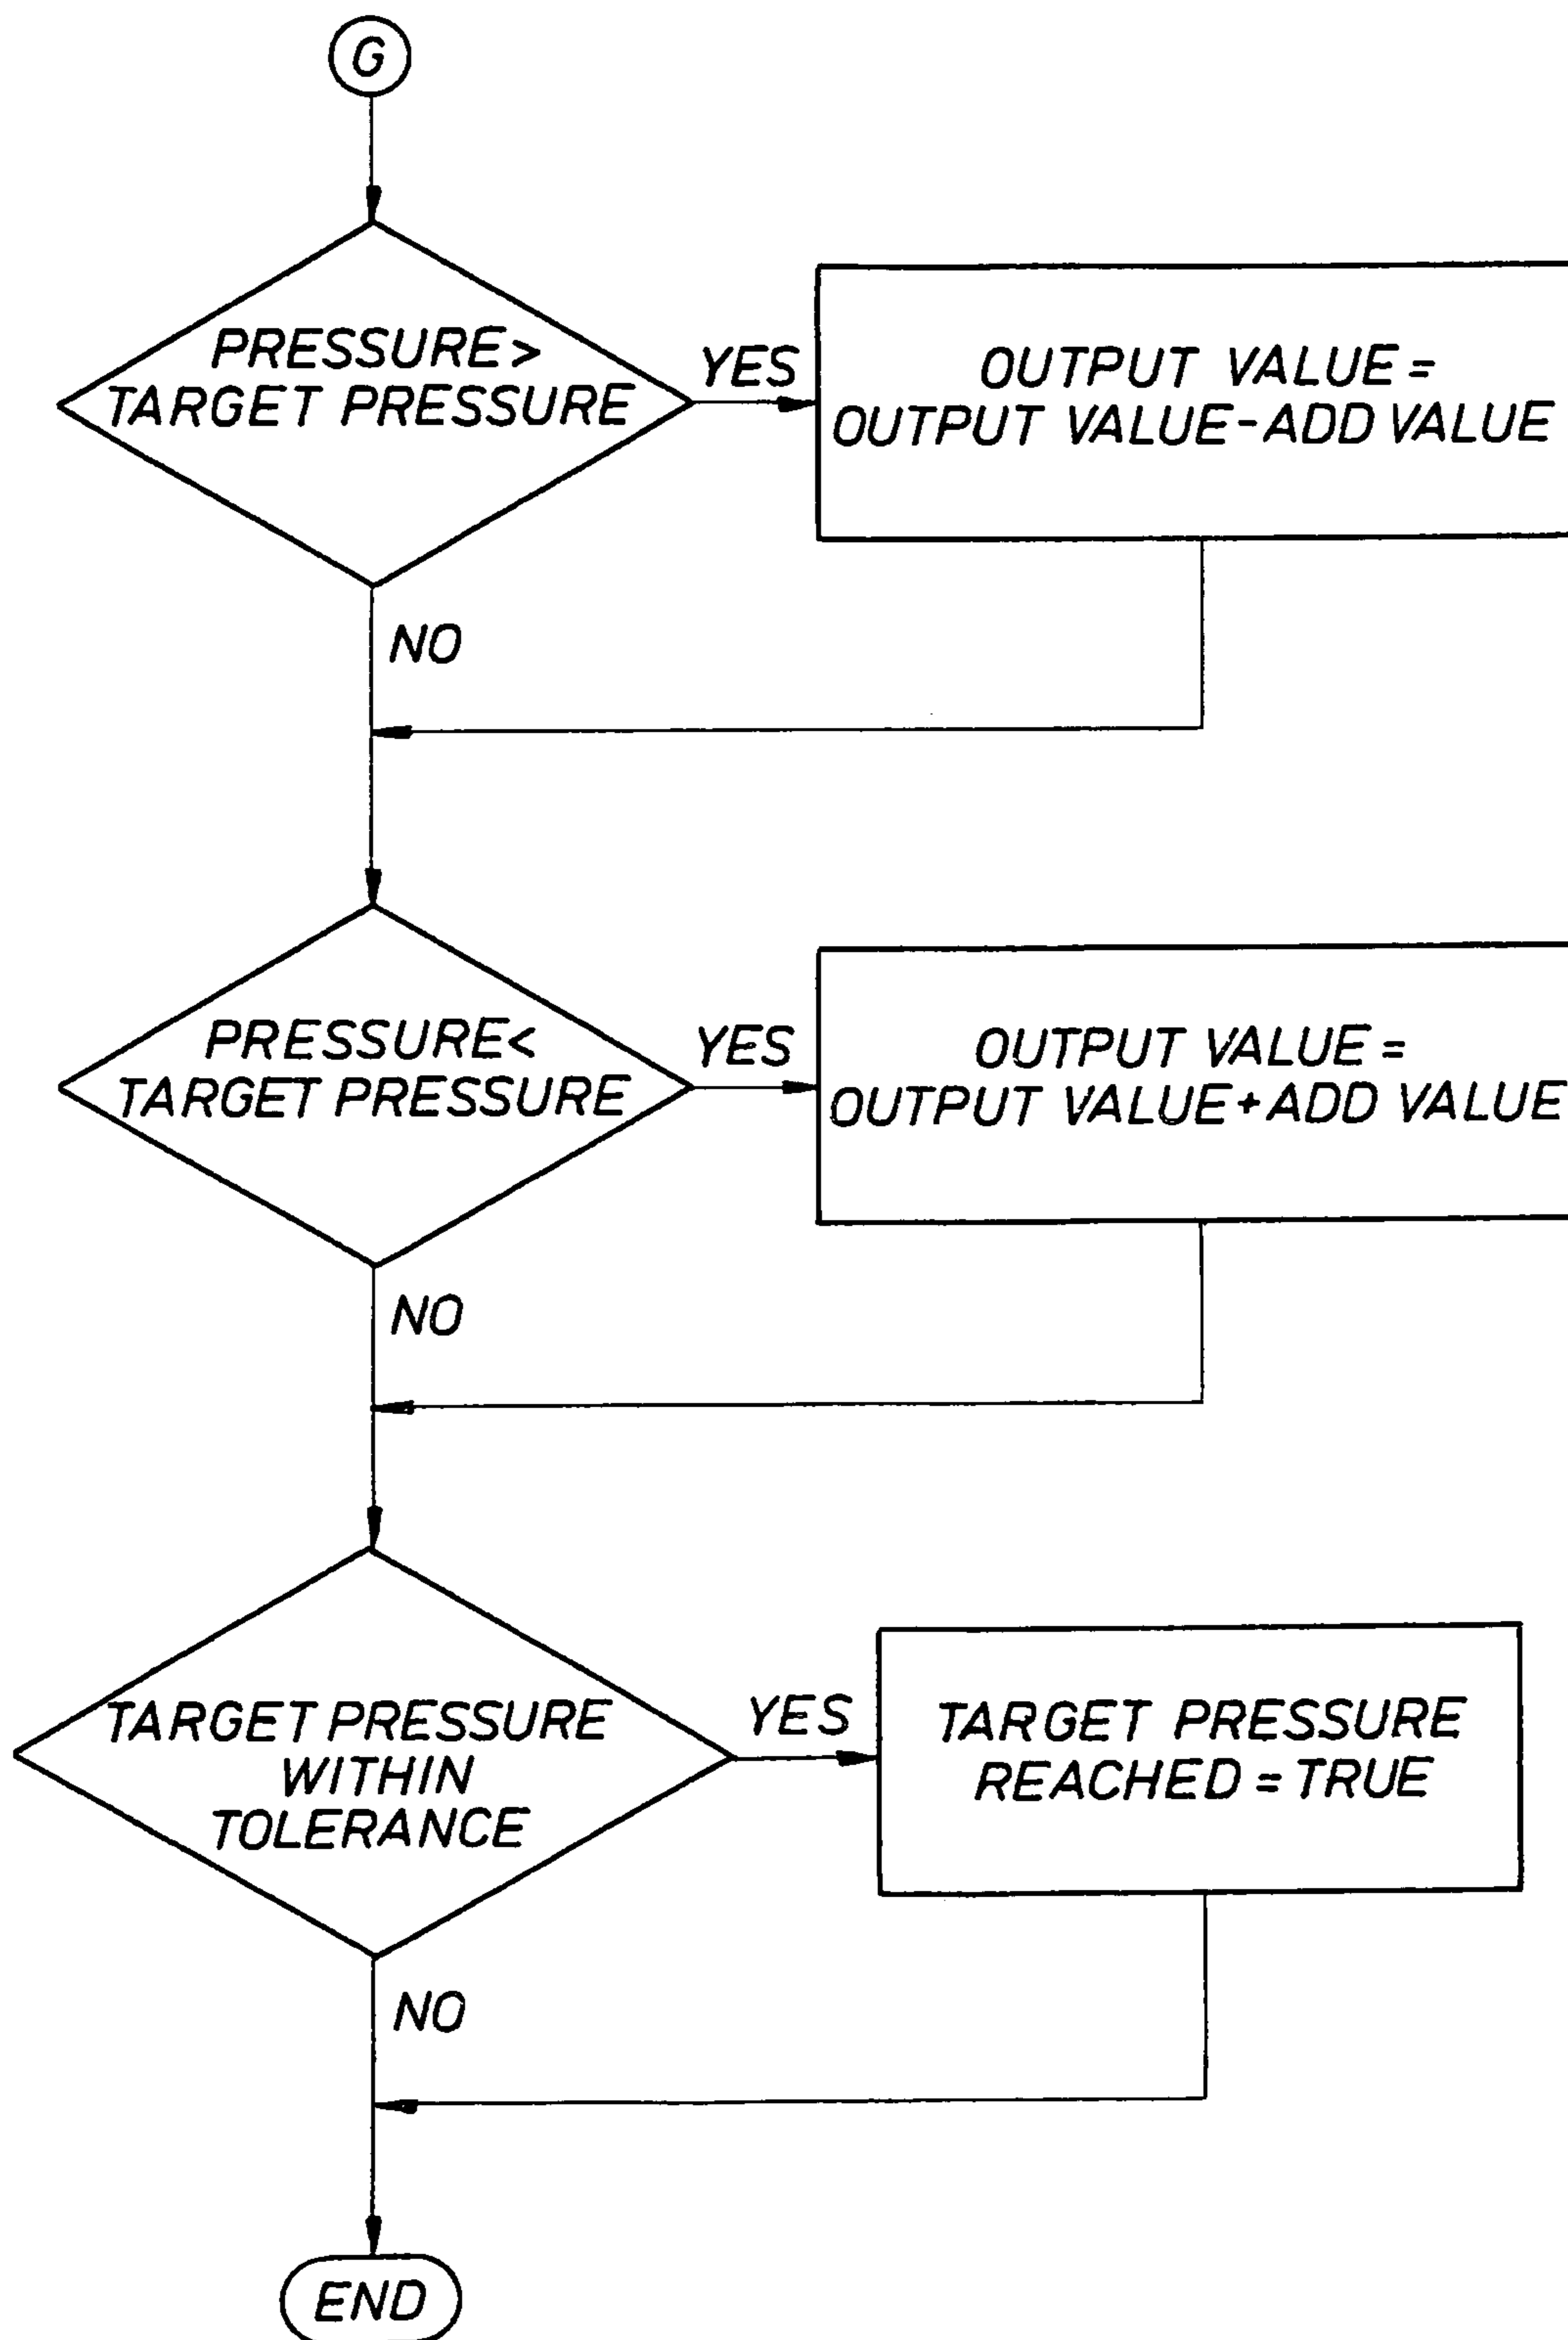 G
PRESSURE>
TARGET PRESSURE
YES
OUTPUT VALUE =
OUTPUT VALUE-ADD VALUE
NO
PRESSURE<
TARGET PRESSURE
YES
OUTPUT VALUE =
OUTPUT VALUE+ADD VALUE
NO
TARGET PRESSURE
WITHIN
TOLERANCE
YES
TARGET PRESSURE
REACHED = TRUE
NO
END